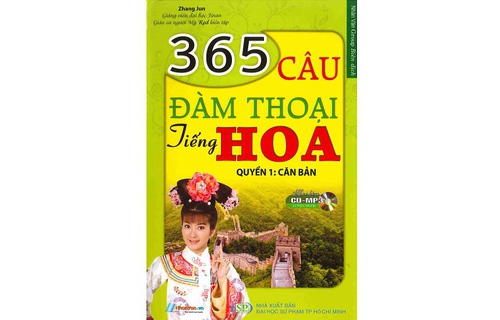 Zhang Jun
Giảng viên đại học Jinan
Giáo sư người Mỹ Rod biên tập
Nhân Văn Group Biên dịch
365 CÂU
ĐÀM THOẠI
Tiếng HOA
QUYỂN 1: CĂN BẢN
CD-MP3
NHÀ XUẤT BẢN
ĐẠI HỌC SƯ PHẠM TP HỒ CHÍ MINH